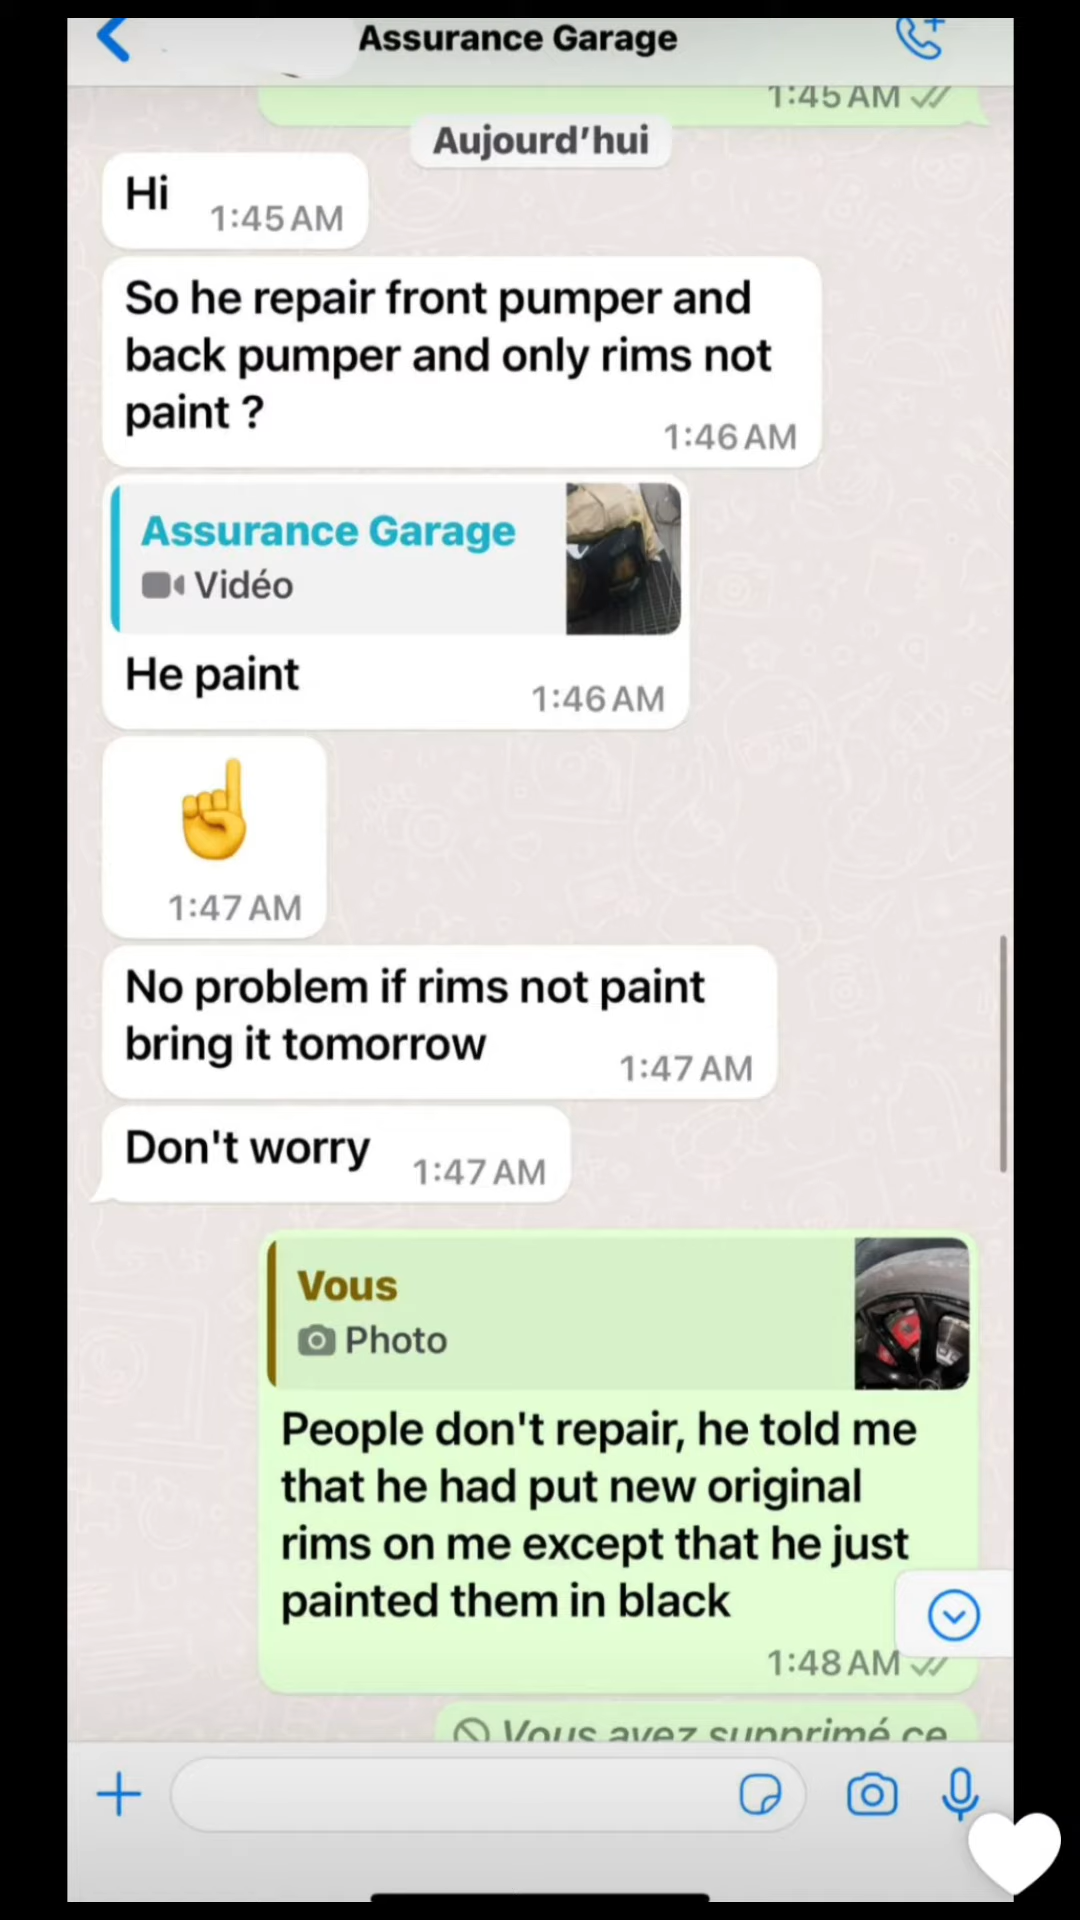 Assurance Garage
1:45 AM
Aujourd’hui
Hi
1:45 AM
So he repair front pumper and
back pumper and only rims not
paint ?
1:46 AM
Assurance Garage
Vidéo
He paint
1:46 AM
1:47 AM
No problem if rims not paint
bring it tomorrow
1:47 AM
Don't worry
1:47 AM
Vous
Photo
People don't repair, he told me
that he had put new original
rims on me except that he just
painted them in black
1:48 AM
Vous avez supprimé ce